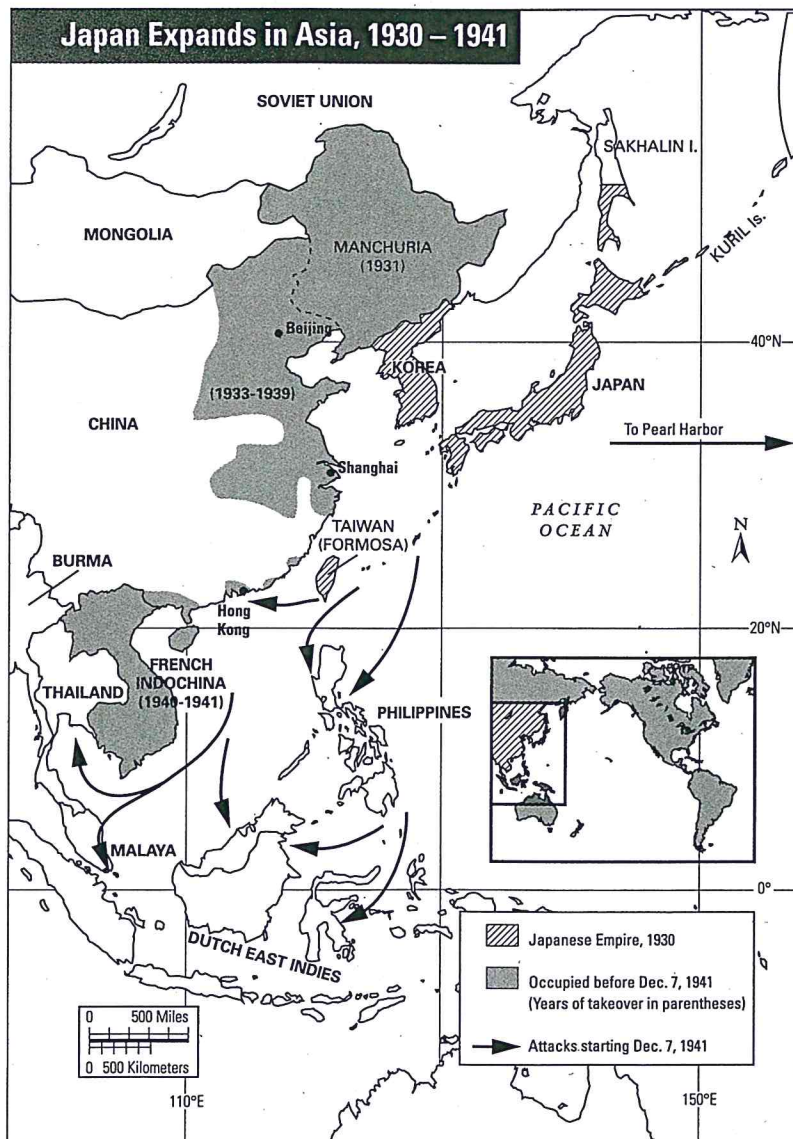 Japan Expands in Asia, 1930 – 1941
SOVIET UNION
SAKHALIN I.
MONGOLIA
MANCHURIA
(1931)
KURIL Is.
Beijing
40°N
KOREA
JAPAN
(1933-1939)
CHINA
To Pearl Harbor
Shanghai
PACIFIC
OCEAN
N
TAIWAN
(FORMOSA)
BURMA
Hong
Kong
20°N
FRENCH
INDOCHINA
(1940-1941)
THAILAND
PHILIPPINES
MALAYA
0°
DUTCH EAST INDIES
Japanese Empire, 1930
Occupied before Dec. 7, 1941
(Years of takeover in parentheses)
Attacks starting Dec. 7, 1941
0 500 Miles
0 500 Kilometers
110°E
150°E